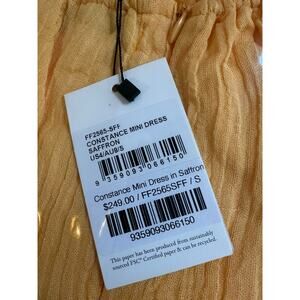 FF2565-SFF
CONSTANCE MINI DRESS
SAFFRON
US4/AU8/S
9 359093 066150
Constance Mini Dress in Saffron
$249.00 / FF2565SFF / S
9359093066150
This paper has been produced from sustainably
sourced FSC® Certified paper & can be recycled.